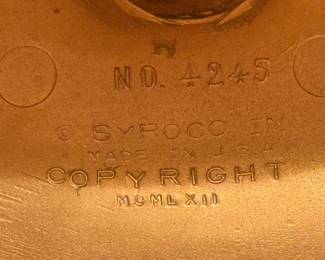 NO. 4245
© SYROCO IN
MADE IN U.S.A
COPYRIGHT
MCMLXII